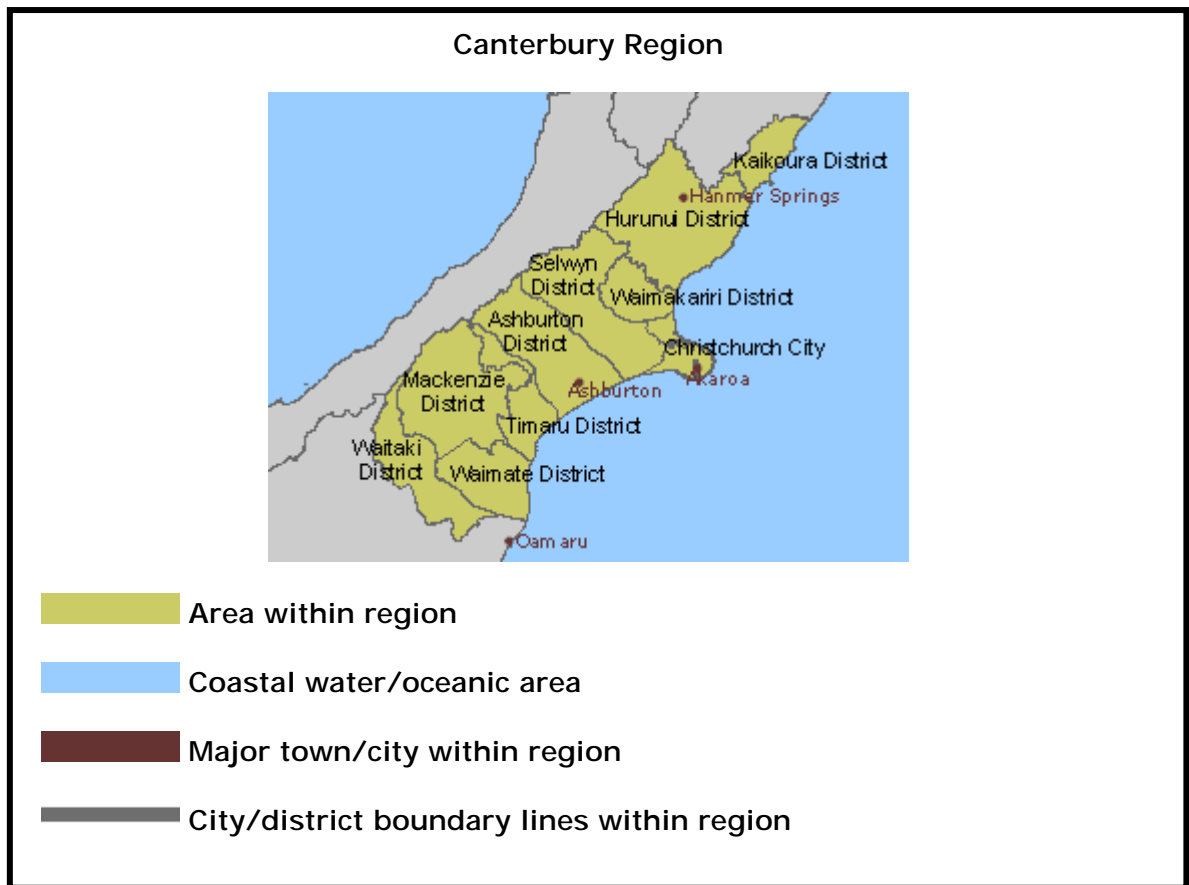 Canterbury Region
Kaikoura District
Hanmer Springs
Hurunui District
Selwyn
District
Waimakariri District
Ashburton
District
Christchurch City
Akaroa
Mackenzie
District
Ashburton
Timaru District
Waitaki
District
Waimate District
Oamaru
Area within region
Coastal water/oceanic area
Major town/city within region
City/district boundary lines within region